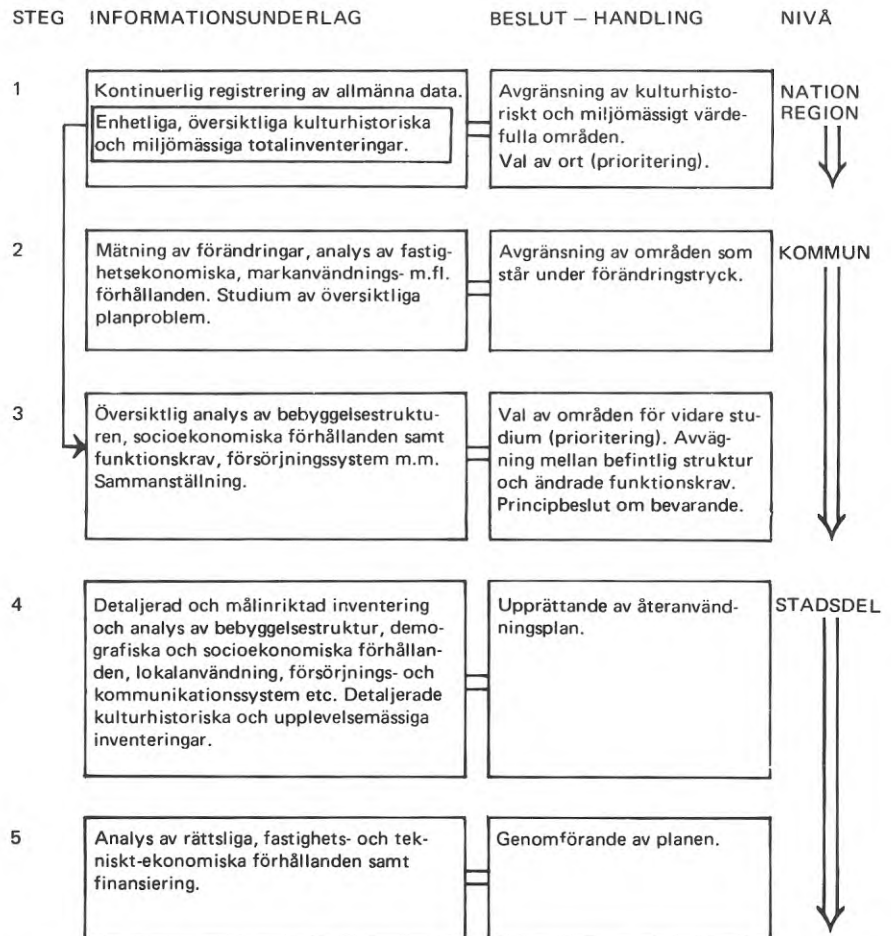 STEG INFORMATIONSUNDERLAG BESLUT – HANDLING NIVÅ
1
Kontinuerlig registrering av allmänna data.
Enhetliga, översiktliga kulturhistoriska
och miljömässiga totalinventeringar.
Avgränsning av kulturhisto-
riskt och miljömässigt värde-
fulla områden.
Val av ort (prioritering).
NATION
REGION
2
Mätning av förändringar, analys av fastig-
hetsekonomiska, markanvändnings- m.fl.
förhållanden. Studium av översiktliga
planproblem.
Avgränsning av områden som
står under förändringstryck.
KOMMUN
3
Översiktlig analys av bebyggelsestruktu-
ren, socioekonomiska förhållanden samt
funktionskrav, försörjningssystem m.m.
Sammanställning.
Val av områden för vidare stu-
dium (prioritering). Avväg-
ning mellan befintlig struktur
och ändrade funktionskrav.
Principbeslut om bevarande.
4
Detaljerad och målinriktad inventering
och analys av bebyggelsestruktur, demo-
grafiska och socioekonomiska förhållan-
den, lokalanvändning, försörjnings- och
kommunikationssystem etc. Detaljerade
kulturhistoriska och upplevelsemässiga
inventeringar.
Upprättande av återanvänd-
ningsplan.
STADSDEL
5
Analys av rättsliga, fastighets- och tek-
niskt-ekonomiska förhållanden samt
finansiering.
Genomförande av planen.